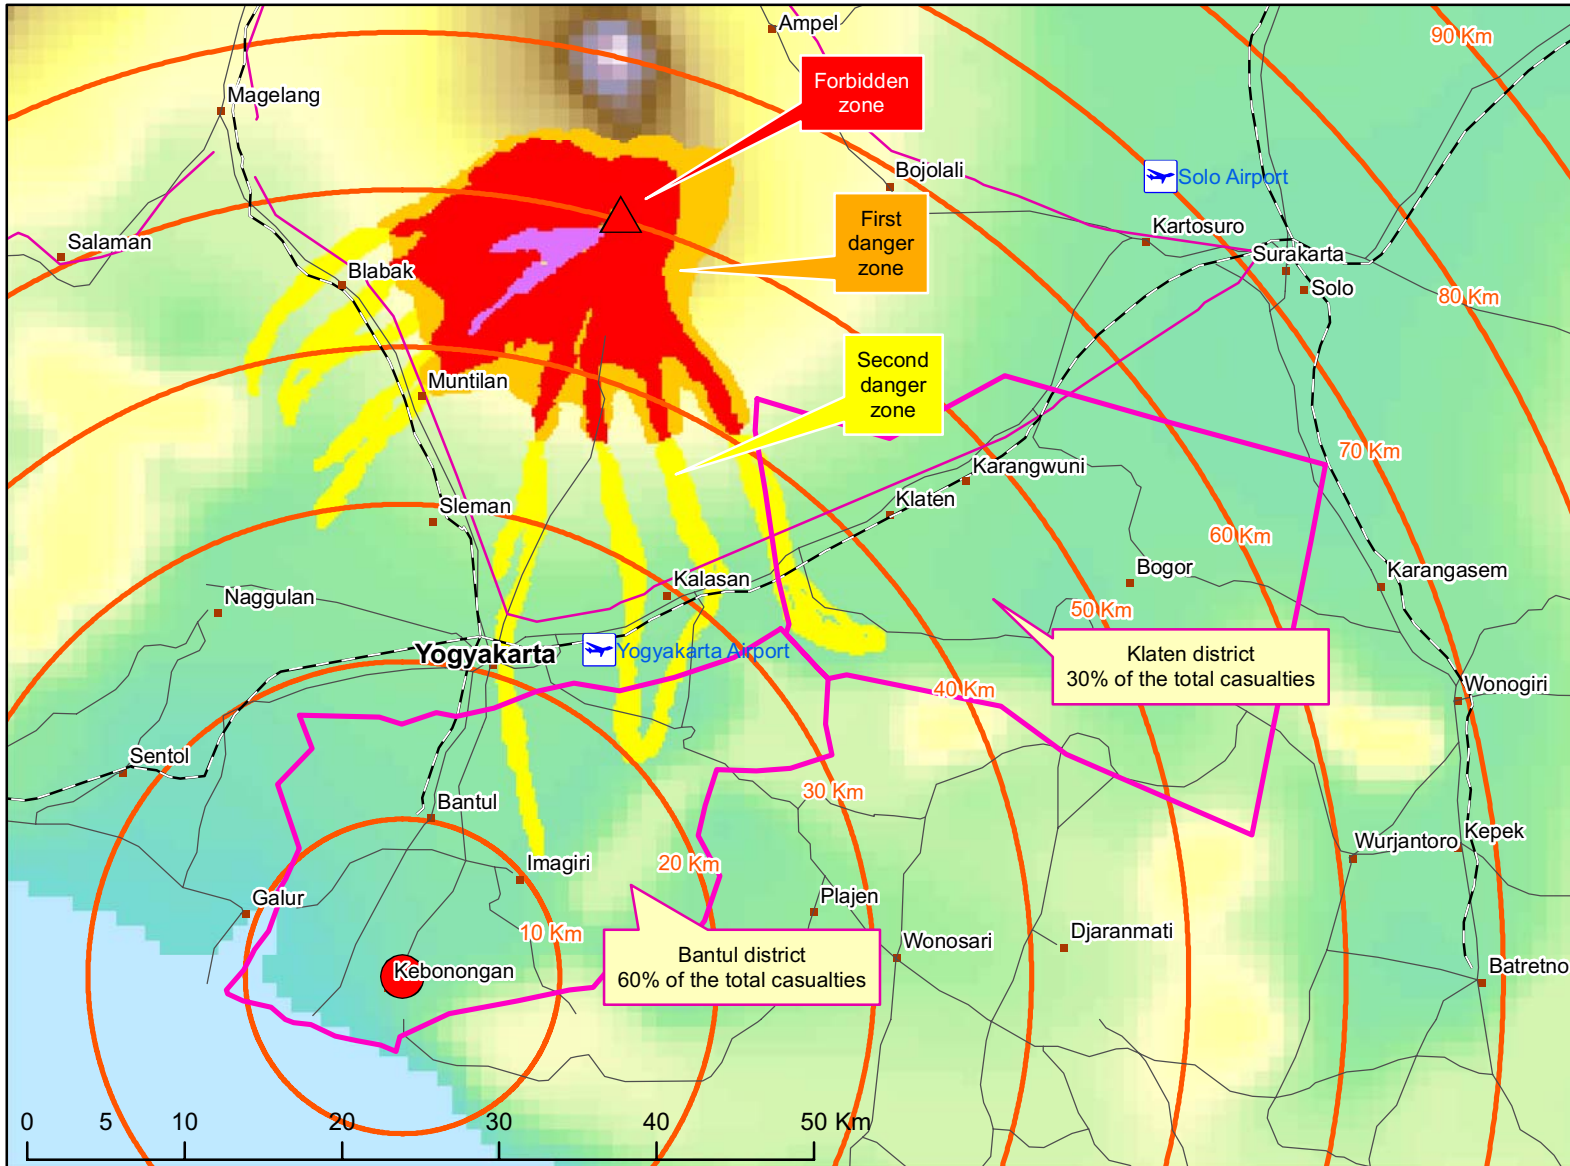 Ampel
90 Km
Forbidden
zone
Magelang
Bojolali
Solo Airport
First
danger
zone
Kartosuro
Salaman
Surakarta
Blabak
Solo
80 Km
Second
danger
zone
Muntilan
70 Km
Karangwuni
Klaten
Sleman
60 Km
Bogor
Karangasem
Kalasan
Naggulan
50 Km
Yogyakarta
Yogyakarta Airport
Klaten district
30% of the total casualties
40 Km
Wonogiri
Sentol
30 Km
Bantul
Wurjantoro
Kepek
Imagiri
20 Km
Galur
Plajen
10 Km
Djaranmati
Wonosari
Bantul district
60% of the total casualties
Kebonongan
Batretno
0 5 10 20 30 40 50 Km